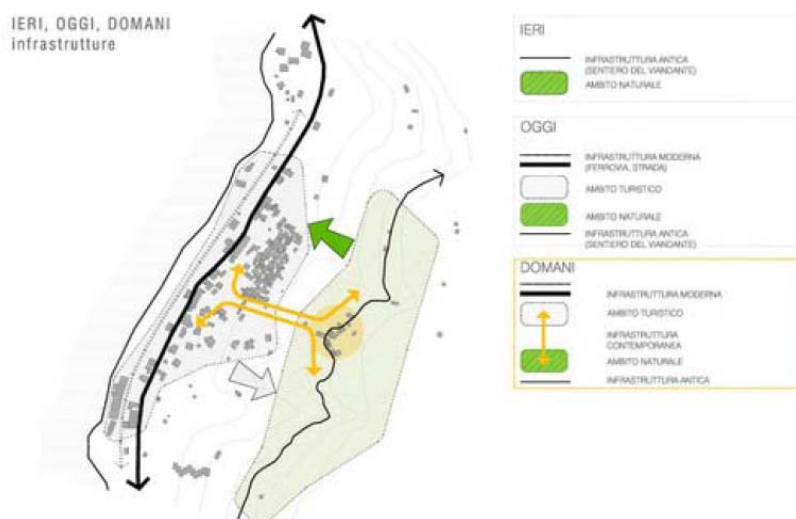 IERI, OGGI, DOMANI
infrastrutture
IERI
INFRASTRUTTURA ANTICA
(SENTIERO DEL VIANDANTE)
AMBITO NATURALE
OGGI
INFRASTRUTTURA MODERNA
(FERROVIA, STRADA)
AMBITO TURISTICO
AMBITO NATURALE
INFRASTRUTTURA ANTICA
(SENTIERO DEL VIANDANTE)
DOMANI
INFRASTRUTTURA MODERNA
AMBITO TURISTICO
INFRASTRUTTURA
CONTEMPORANEA
AMBITO NATURALE
INFRASTRUTTURA ANTICA